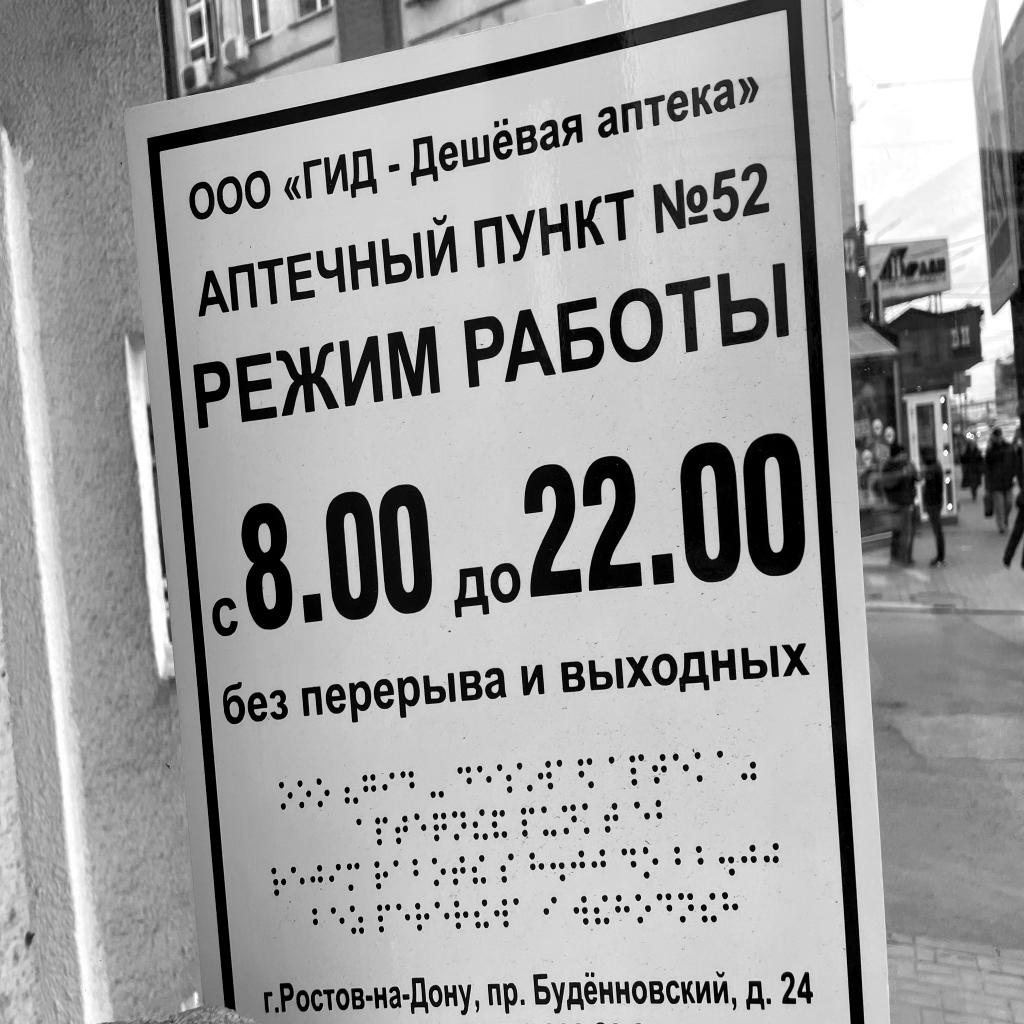 ООО «ГИД - Дешёвая аптека»
АПТЕЧНЫЙ ПУНКТ №52
РЕЖИМ РАБОТЫ
с 8.00 до 22.00
без перерыва и выходных
г.Ростов-на-Дону, пр. Будённовский, д. 24